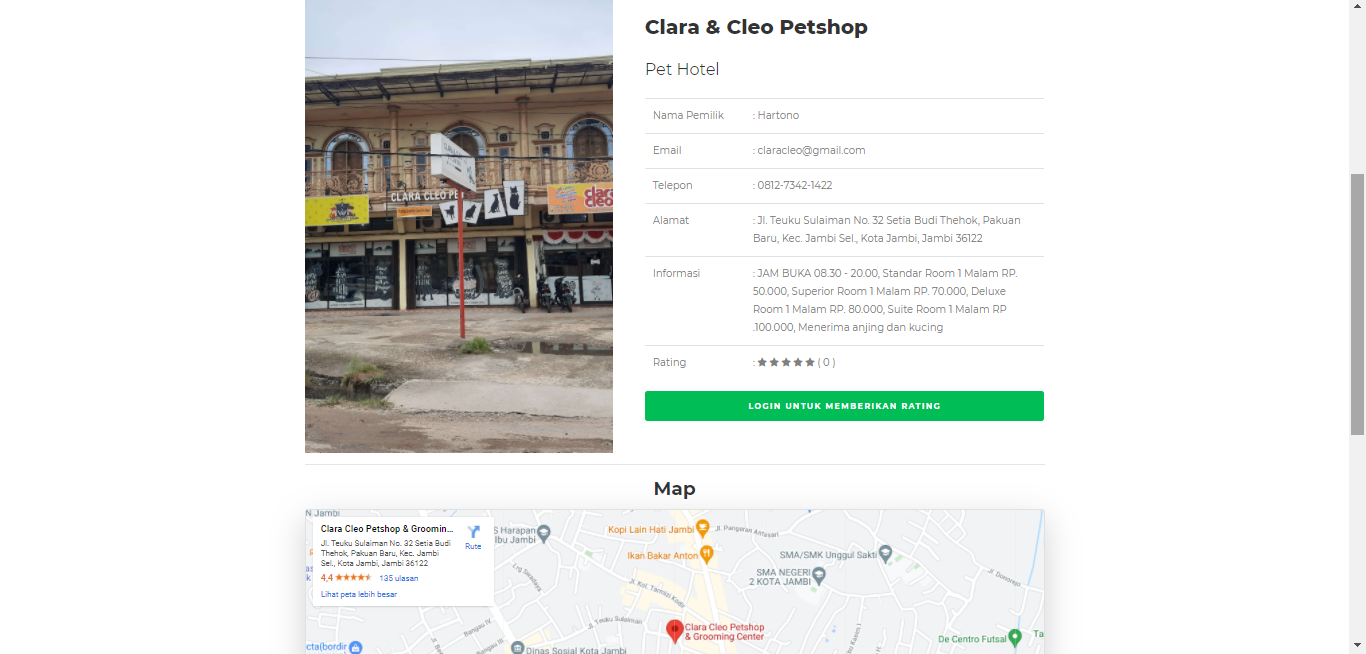 Clara & Cleo Petshop
Pet Hotel
Nama Pemilik : Hartono
Email : claracleo@gmail.com
Telepon : 0812-7342-1422
Alamat : Jl. Teuku Sulaiman No. 32 Setia Budi Thehok, Pakuan
Baru, Kec. Jambi Sel., Kota Jambi, Jambi 36122
Informasi : JAM BUKA 08.30 - 20.00, Standar Room 1 Malam RP.
50.000, Superior Room 1 Malam RP. 70.000, Deluxe
Room 1 Malam RP. 80.000, Suite Room 1 Malam RP
.100.000, Menerima anjing dan kucing
Rating : ★★★★★ ( 0 )
LOGIN UNTUK MEMBERIKAN RATING
CLARA CLEO PE
clara
cleo
Map
N Jambi
Clara Cleo Petshop & Groomin...
Jl. Teuku Sulaiman No. 32 Setia Budi
Thehok, Pakuan Baru, Kec. Jambi
Sel., Kota Jambi, Jambi 36122
4,4 135 ulasan
Lihat peta lebih besar
Rute
S Harapan
Ibu Jambi
Kopi Lain Hati Jambi
Jl. Pangeran Antasari
Ikan Bakar Anton
SMA/SMK Unggul Sakti
SMA NEGERI
2 KOTA JAMBI
Jl. Kol. Tarmizi Kodir
Jl. Teuku Sulaiman
Bangau IV
Clara Cleo Petshop
& Grooming Center
De Centro Futsal
Ta
cta(bordir
Dinas Sosial Kota Jambi